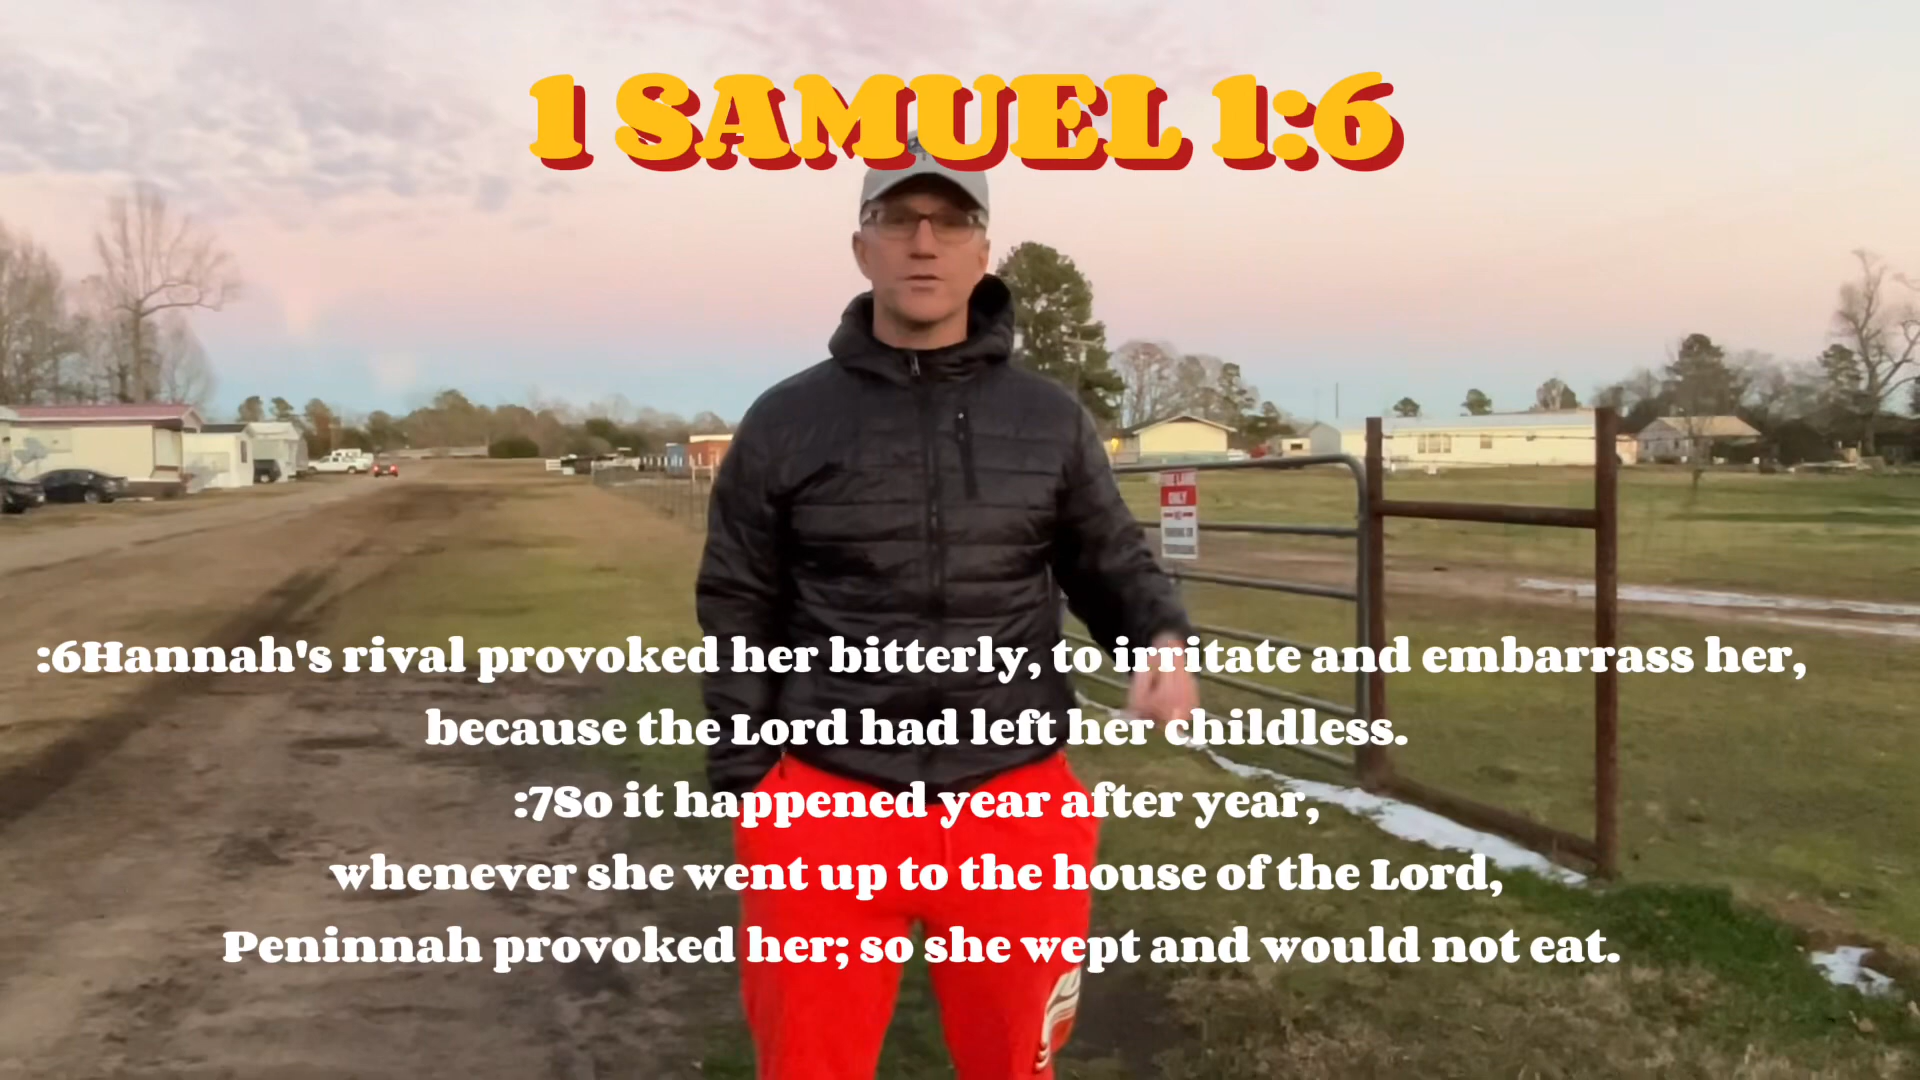 1 SAMUEL 1:6
ONLY
:6Hannah's rival provoked her bitterly, to irritate and embarrass her,
because the Lord had left her childless.
:7So it happened year after year,
whenever she went up to the house of the Lord,
Peninnah provoked her; so she wept and would not eat.